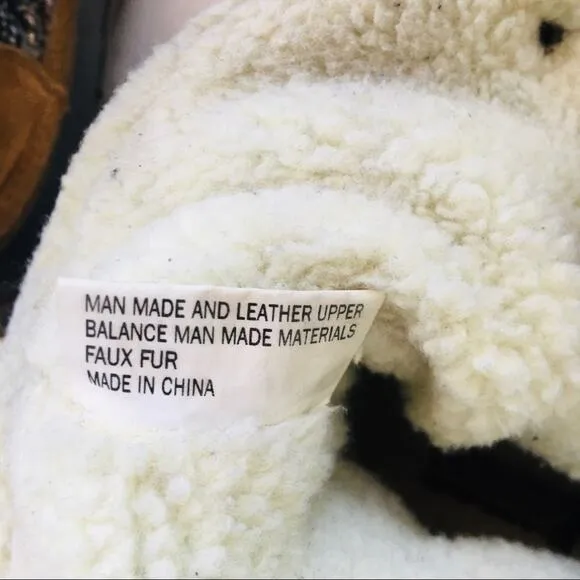 MAN MADE AND LEATHER UPPER
BALANCE MAN MADE MATERIALS
FAUX FUR
MADE IN CHINA